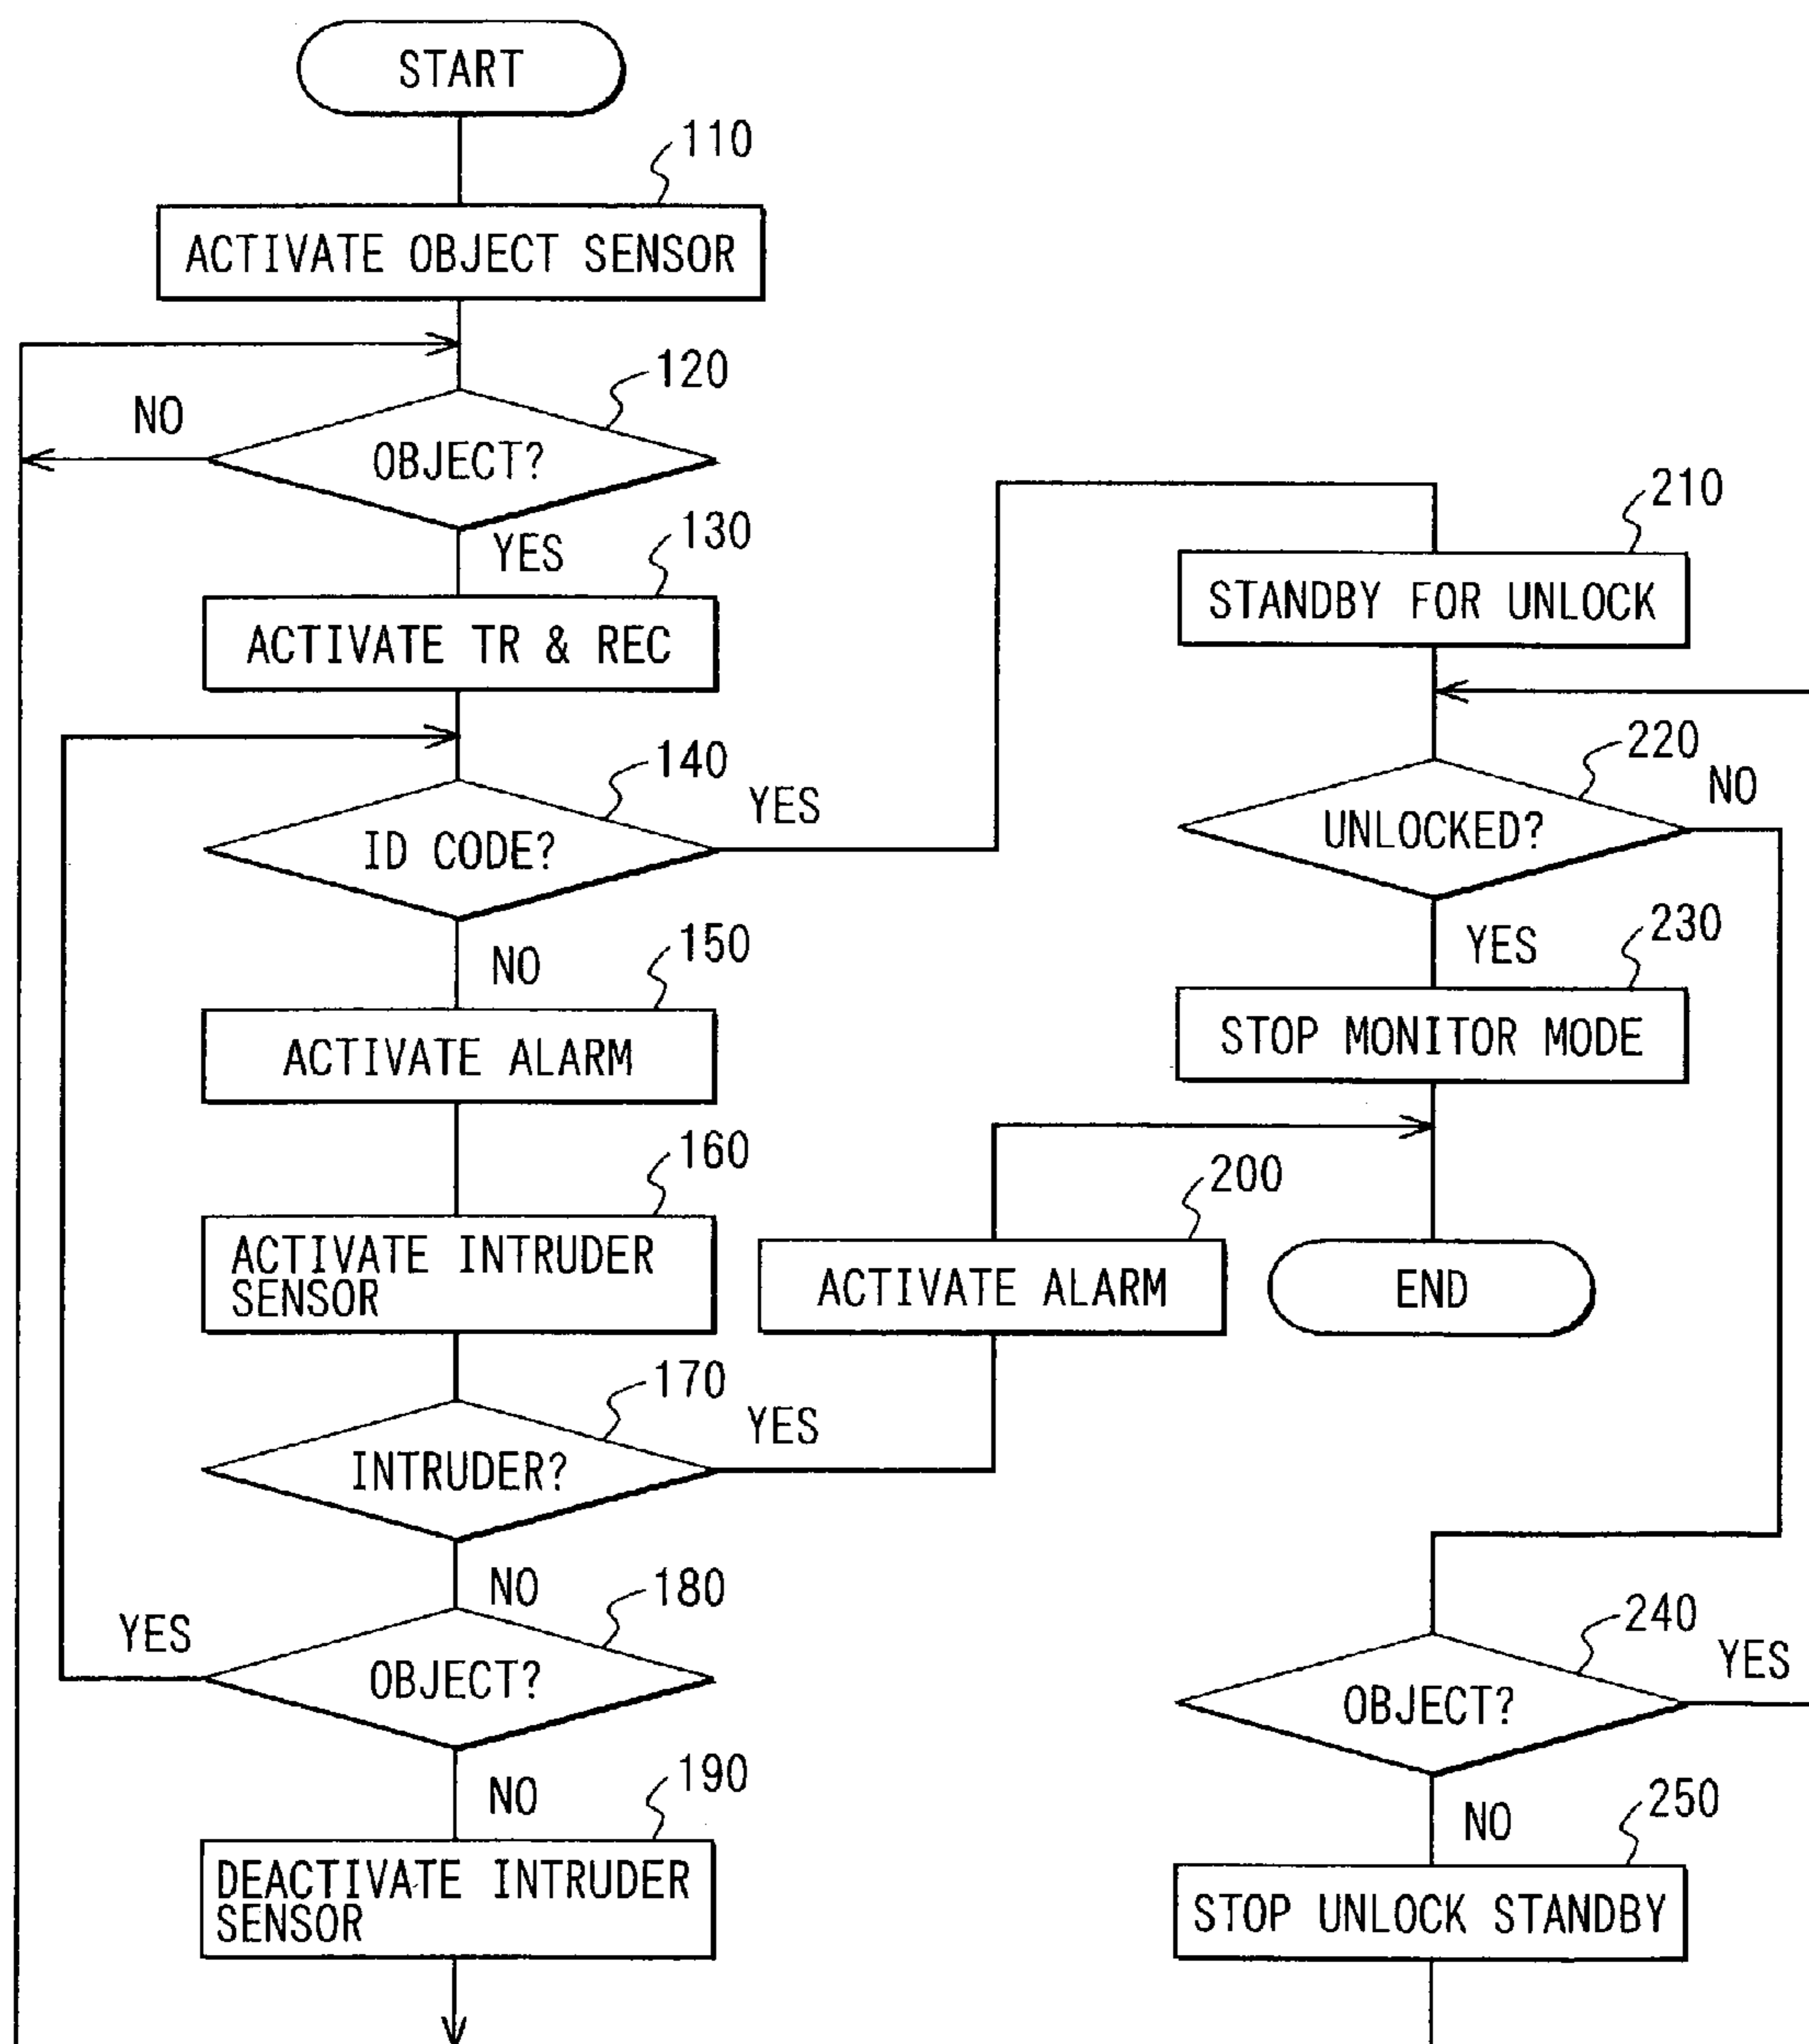 START
110
ACTIVATE OBJECT SENSOR
120
NO
OBJECT?
YES
130
ACTIVATE TR & REC
140
YES
ID CODE?
NO
150
ACTIVATE ALARM
160
ACTIVATE INTRUDER
SENSOR
170
YES
INTRUDER?
NO
180
YES
OBJECT?
NO
190
DEACTIVATE INTRUDER
SENSOR
200
ACTIVATE ALARM
210
STANDBY FOR UNLOCK
220
NO
UNLOCKED?
YES
230
STOP MONITOR MODE
END
240
YES
OBJECT?
NO
250
STOP UNLOCK STANDBY